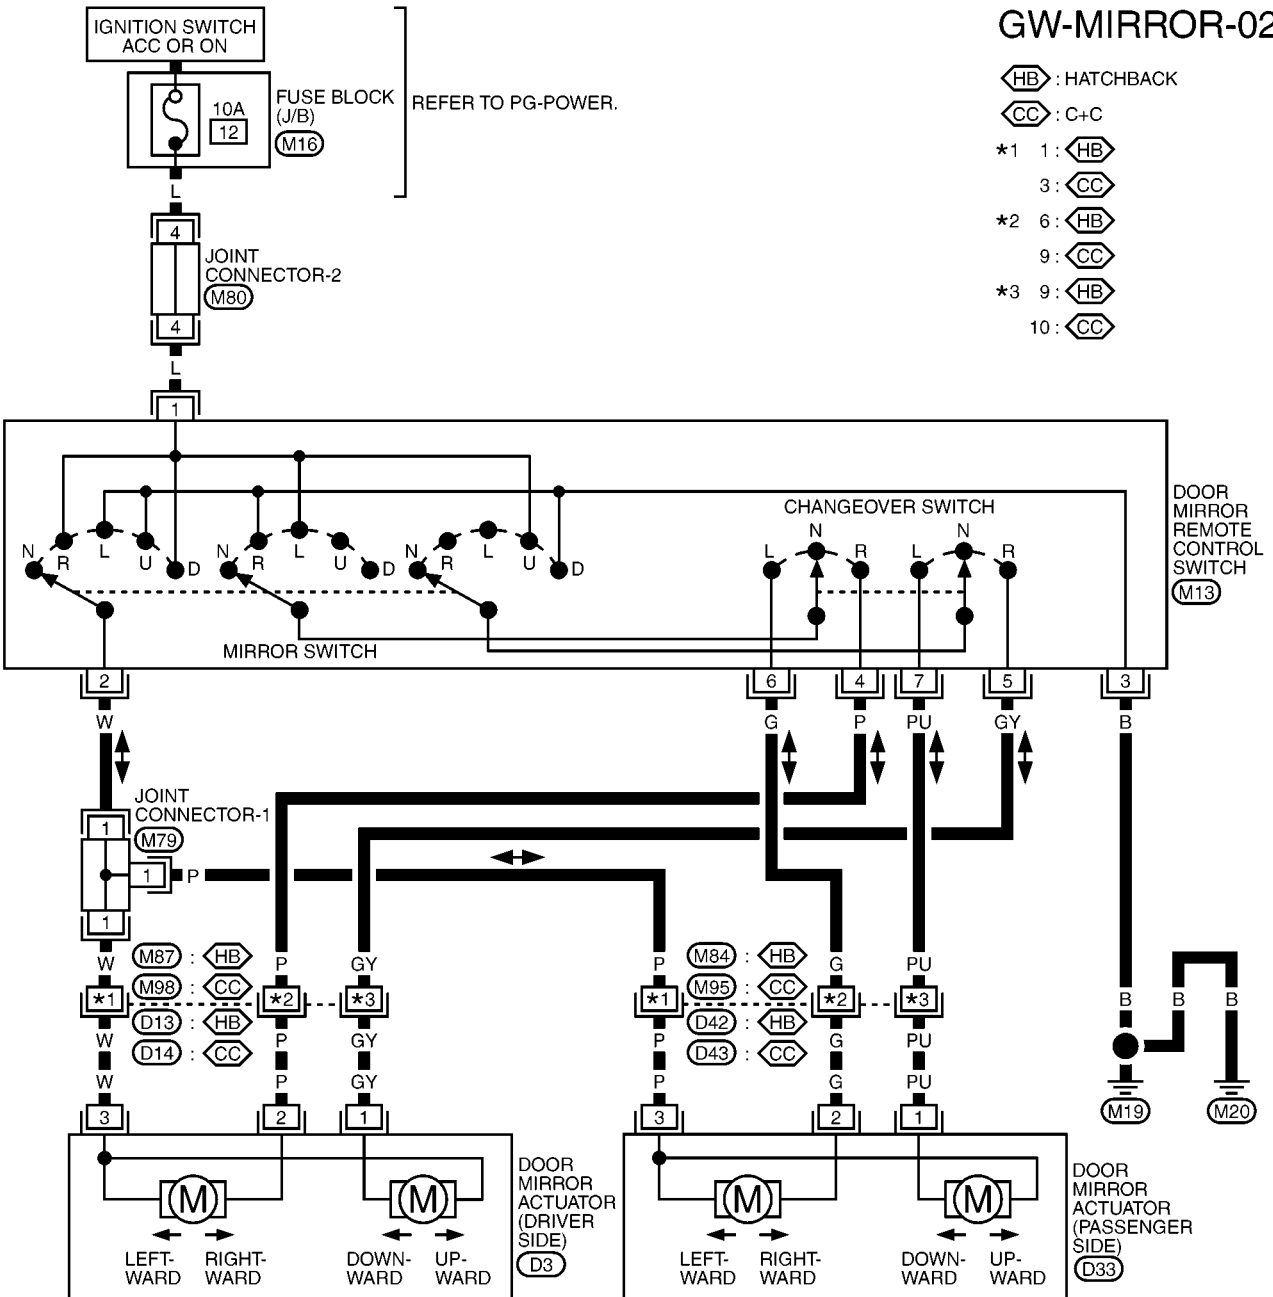 GW-MIRROR-02
IGNITION SWITCH
ACC OR ON
10A
12
FUSE BLOCK
(J/B)
M16
REFER TO PG-POWER.
HB : HATCHBACK
CC : C+C
*1 1 : HB
3 : CC
*2 6 : HB
9 : CC
*3 9 : HB
10 : CC
L
4
JOINT
CONNECTOR-2
M80
4
L
1
CHANGEOVER SWITCH
N R L U D
N R L U D
N R L U D
L N R
L N R
MIRROR SWITCH
DOOR
MIRROR
REMOTE
CONTROL
SWITCH
M13
2 6 4 7 5 3
W G P PU GY B
JOINT
CONNECTOR-1
M79
1
1 P
1
W P GY P G PU
M87 : HB
M98 : CC
D13 : HB
D14 : CC
M84 : HB
M95 : CC
D42 : HB
D43 : CC
*1 *2 *3 *1 *2 *3
B B B
W P GY P G PU
W P GY P G PU
M19 M20
3 2 1 3 2 1
M M M M
DOOR
MIRROR
ACTUATOR
(DRIVER
SIDE)
D3
LEFT-
WARD
RIGHT-
WARD
DOWN-
WARD
UP-
WARD
DOOR
MIRROR
ACTUATOR
(PASSENGER
SIDE)
D33
LEFT-
WARD
RIGHT-
WARD
DOWN-
WARD
UP-
WARD